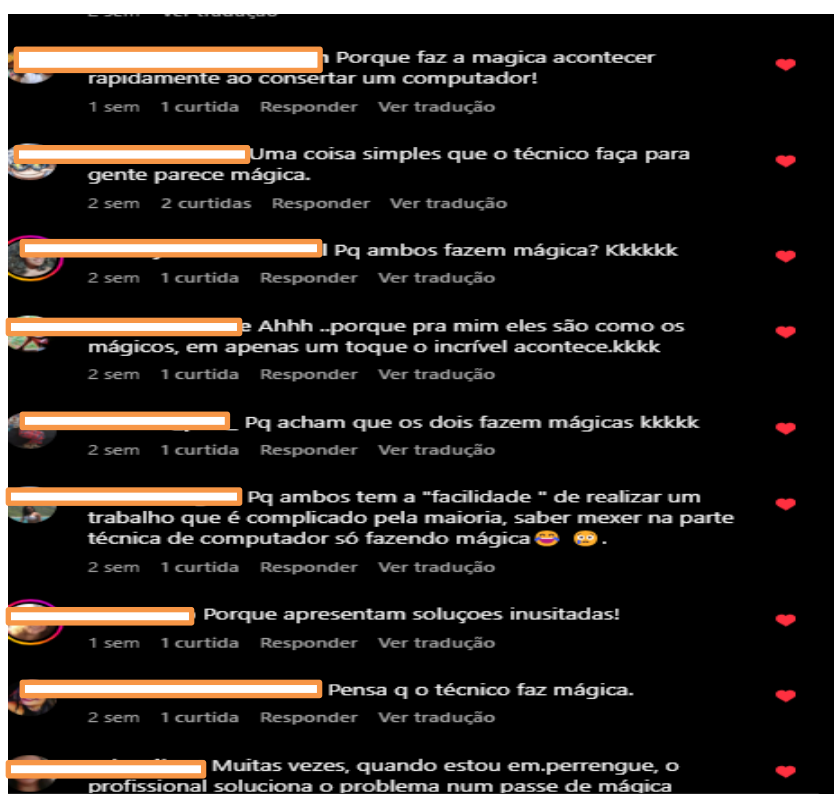 Porque faz a magica acontecer
rapidamente ao consertar um computador!
1 sem 1 curtida Responder Ver tradução
Uma coisa simples que o técnico faça para
gente parece mágica.
2 sem 2 curtidas Responder Ver tradução
Pq ambos fazem mágica? Kkkkkk
2 sem 1 curtida Responder Ver tradução
Ahhh ..porque pra mim eles são como os
mágicos, em apenas um toque o incrível acontece.kkkk
2 sem 1 curtida Responder Ver tradução
Pq acham que os dois fazem mágicas kkkkk
2 sem 1 curtida Responder Ver tradução
Pq ambos tem a "facilidade " de realizar um
trabalho que é complicado pela maioria, saber mexer na parte
técnica de computador só fazendo mágica😂 😢.
2 sem 1 curtida Responder Ver tradução
Porque apresentam soluçoes inusitadas!
1 sem 1 curtida Responder Ver tradução
Pensa q o técnico faz mágica.
2 sem 1 curtida Responder Ver tradução
Muitas vezes, quando estou em.perrengue, o
profissional soluciona o problema num passe de mágica